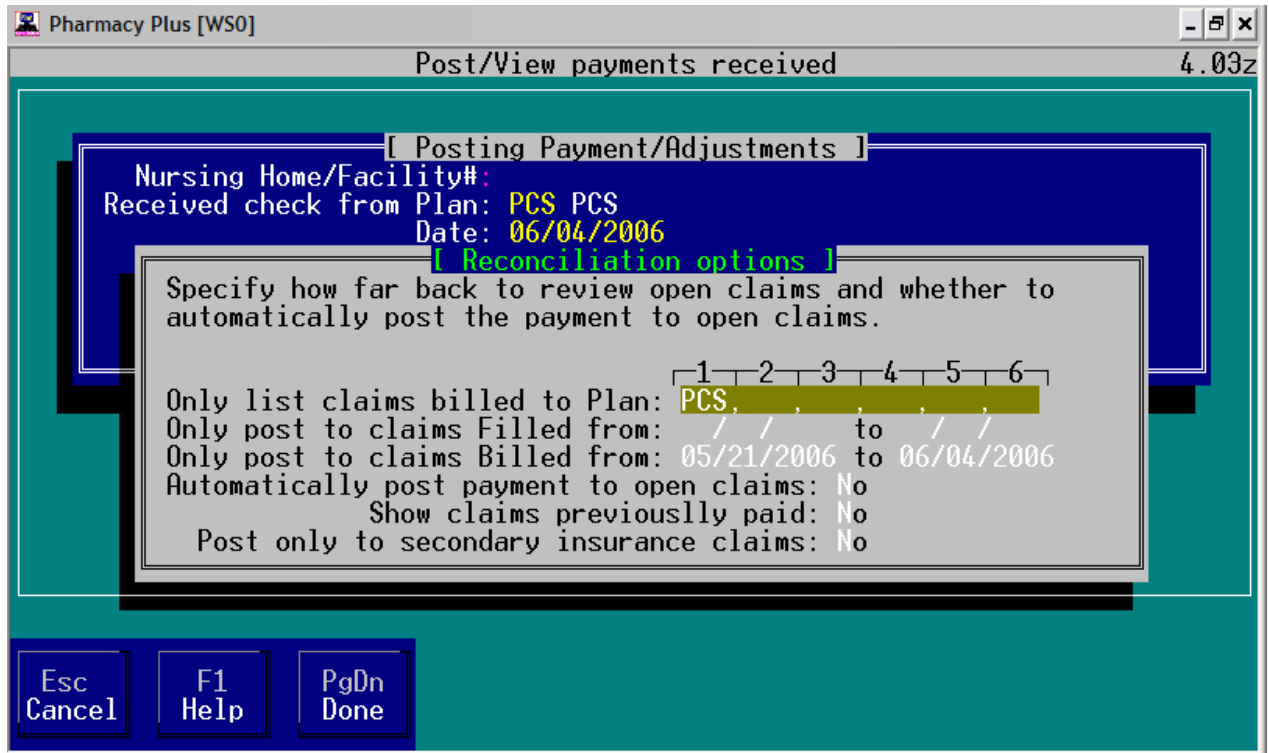 Pharmacy Plus [WS0]
Post/View payments received 4.03z
[ Posting Payment/Adjustments ]
Nursing Home/Facility#:
Received check from Plan: PCS PCS
Date: 06/04/2006
[ Reconciliation options ]
Specify how far back to review open claims and whether to
automatically post the payment to open claims.
1 2 3 4 5 6
Only list claims billed to Plan: PCS, , , , ,
Only post to claims Filled from: / / to / /
Only post to claims Billed from: 05/21/2006 to 06/04/2006
Automatically post payment to open claims: No
Show claims previouslly paid: No
Post only to secondary insurance claims: No
Esc F1 PgDn
Cancel Help Done